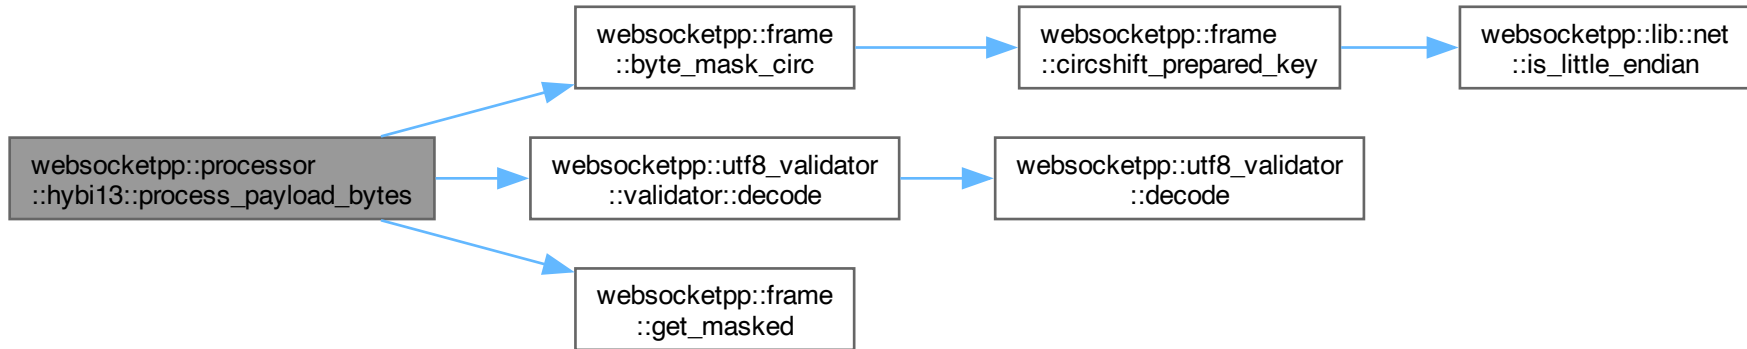 websocketpp::processor
::hybi13::process_payload_bytes
websocketpp::frame
::byte_mask_circ
websocketpp::frame
::circshift_prepared_key
websocketpp::lib::net
::is_little_endian
websocketpp::utf8_validator
::validator::decode
websocketpp::utf8_validator
::decode
websocketpp::frame
::get_masked